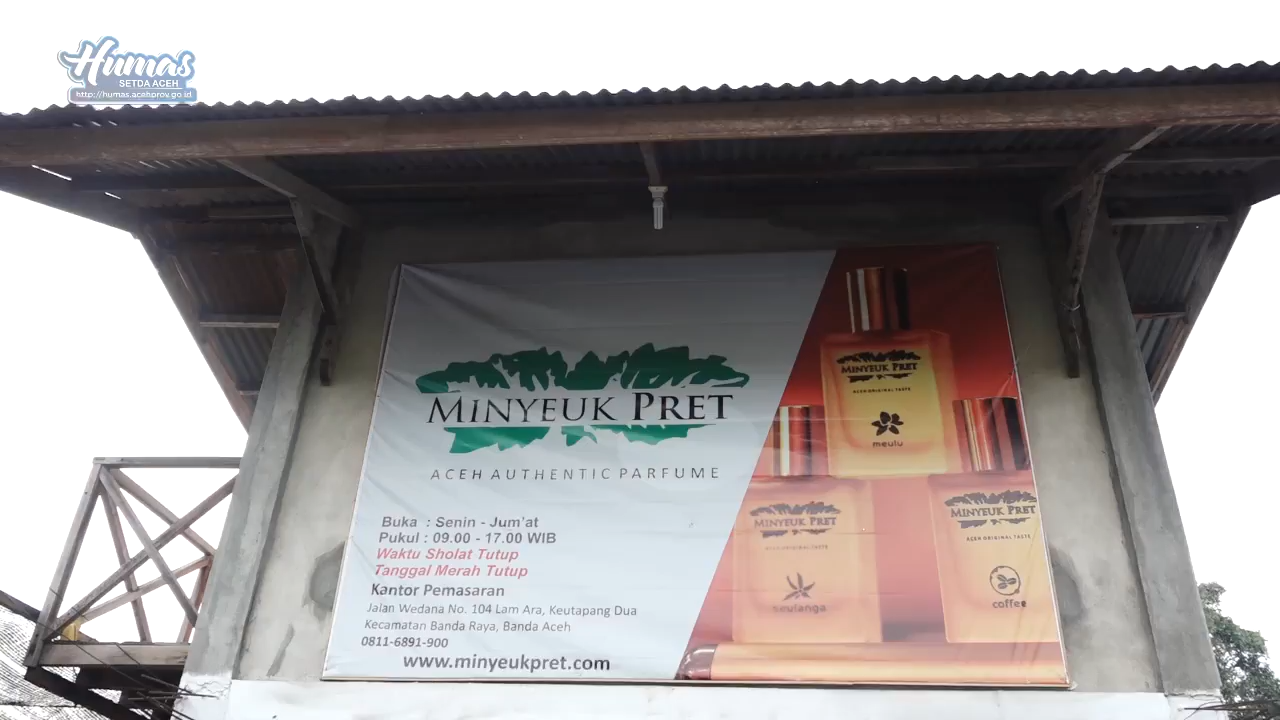 Humas
SETDA ACEH
http://humas.acehprov.go.id
MINYEUK PRET
ACEH AUTHENTIC PARFUME
Buka : Senin - Jum'at
Pukul : 09.00 - 17.00 WIB
Waktu Sholat Tutup
Tanggal Merah Tutup
Kantor Pemasaran
Jalan Wedana No. 104 Lam Ara, Keutapang Dua
Kecamatan Banda Raya, Banda Aceh
0811-6891-900
www.minyeukpret.com
MINYEUK PRET
ACEH ORIGINAL TASTE
meulu
MINYEUK PRET
ACEH ORIGINAL TASTE
seulanga
MINYEUK PRET
ACEH ORIGINAL TASTE
coffee